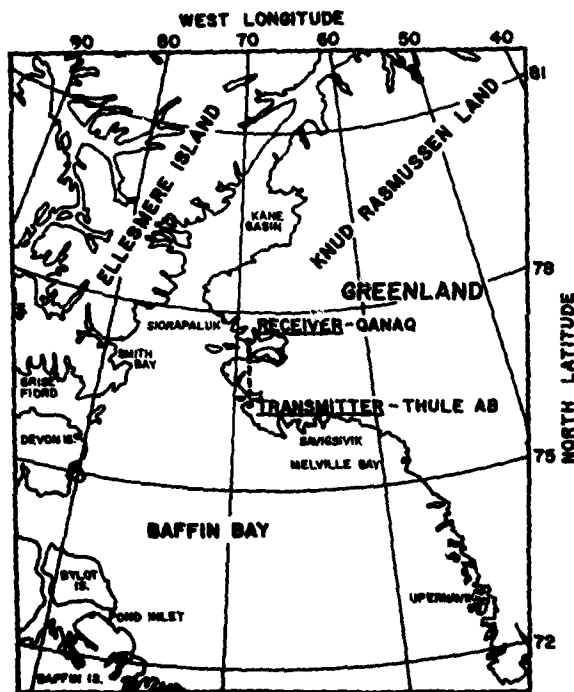 WEST LONGITUDE
90 80 70 60 50 40
81
ELLESMERE ISLAND
KNUD RASMUSSEN LAND
KANE
BASIN
78
GREENLAND
SIORAPALUK
RECEIVER-QANAQ
SMITH
BAY
GRISE
FIORD
TRANSMITTER-THULE AB
NORTH LATITUDE
DEVON IS.
SAVIGSIVIK
75
MELVILLE BAY
BAFFIN BAY
BYLOT
IS.
UPERNAVIK
POND INLET
72
BAFFIN IS.